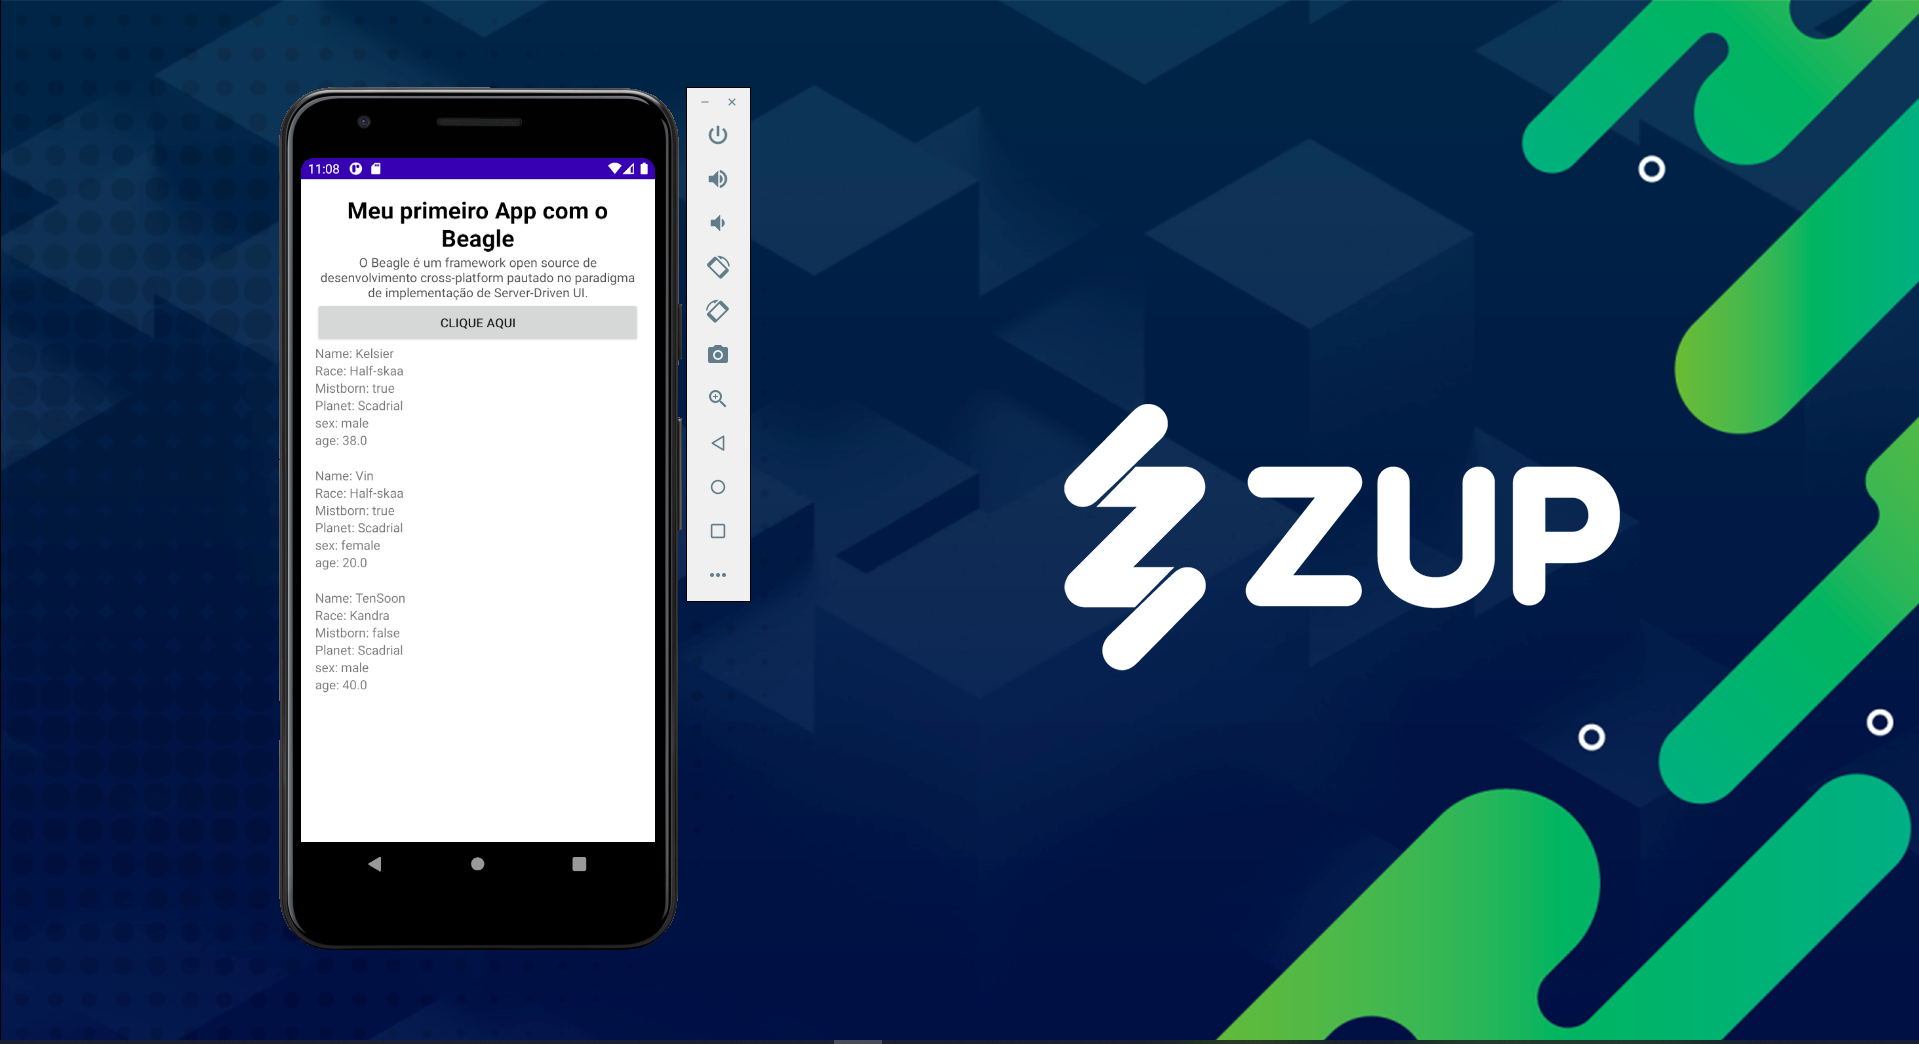 11:08
Meu primeiro App com o
Beagle
O Beagle é um framework open source de
desenvolvimento cross-platform pautado no paradigma
de implementação de Server-Driven UI.
CLIQUE AQUI
Name: Kelsier
Race: Half-skaa
Mistborn: true
Planet: Scadrial
sex: male
age: 38.0
Name: Vin
Race: Half-skaa
Mistborn: true
Planet: Scadrial
sex: female
age: 20.0
Name: TenSoon
Race: Kandra
Mistborn: false
Planet: Scadrial
sex: male
age: 40.0
ZUP